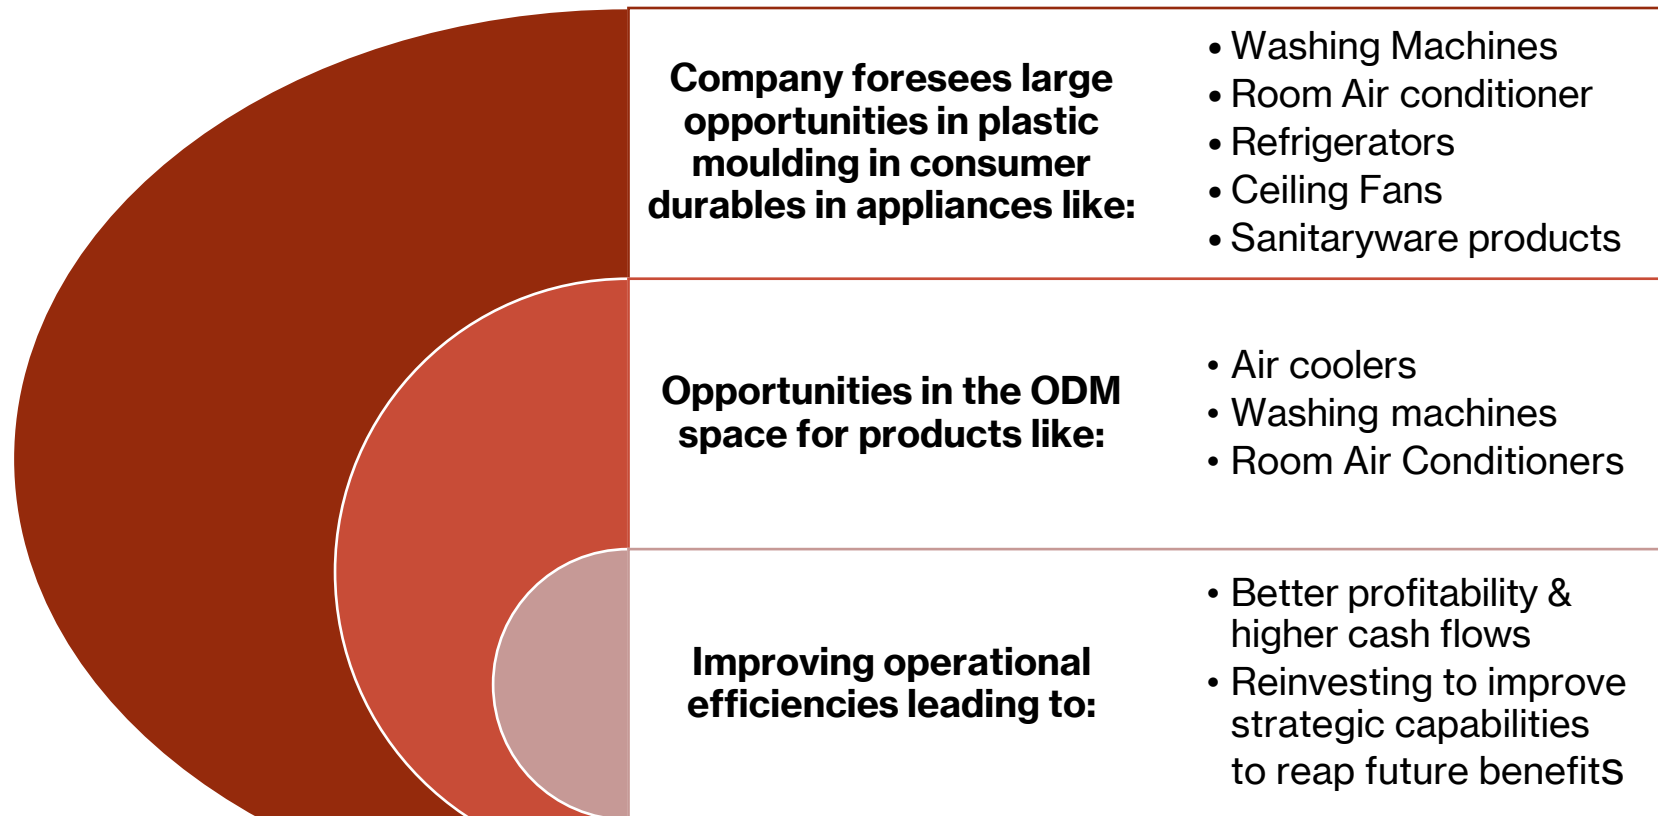 Company foresees large
opportunities in plastic
moulding in consumer
durables in appliances like:
• Washing Machines
• Room Air conditioner
• Refrigerators
• Ceiling Fans
• Sanitaryware products
Opportunities in the ODM
space for products like:
• Air coolers
• Washing machines
• Room Air Conditioners
Improving operational
efficiencies leading to:
• Better profitability &
higher cash flows
• Reinvesting to improve
strategic capabilities
to reap future benefits